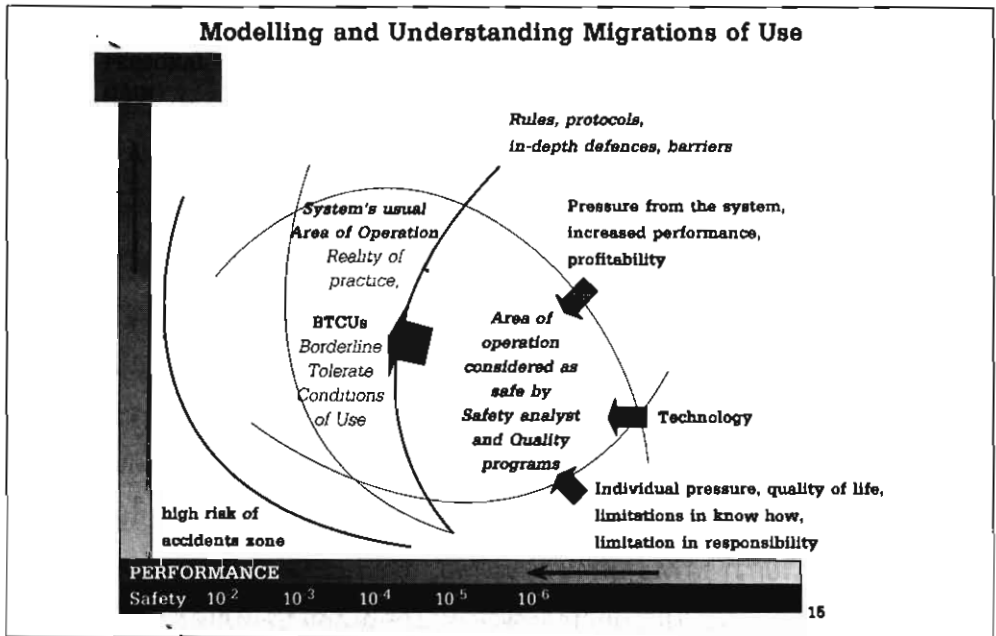 Modelling and Understanding Migrations of Use
Rules, protocols,
in-depth defences, barriers
System's usual
Area of Operation
Reality of
practice,
Pressure from the system,
increased performance,
profitability
BTCUs
Borderline
Tolerate
Conditions
of Use
Area of
operation
considered as
safe by
Safety analyst
and Quality
programs
Technology
Individual pressure, quality of life,
limitations in know how,
limitation in responsibility
high risk of
accidents zone
PERFORMANCE
Safety 10-2 10-3 10-4 10-5 10-6
15